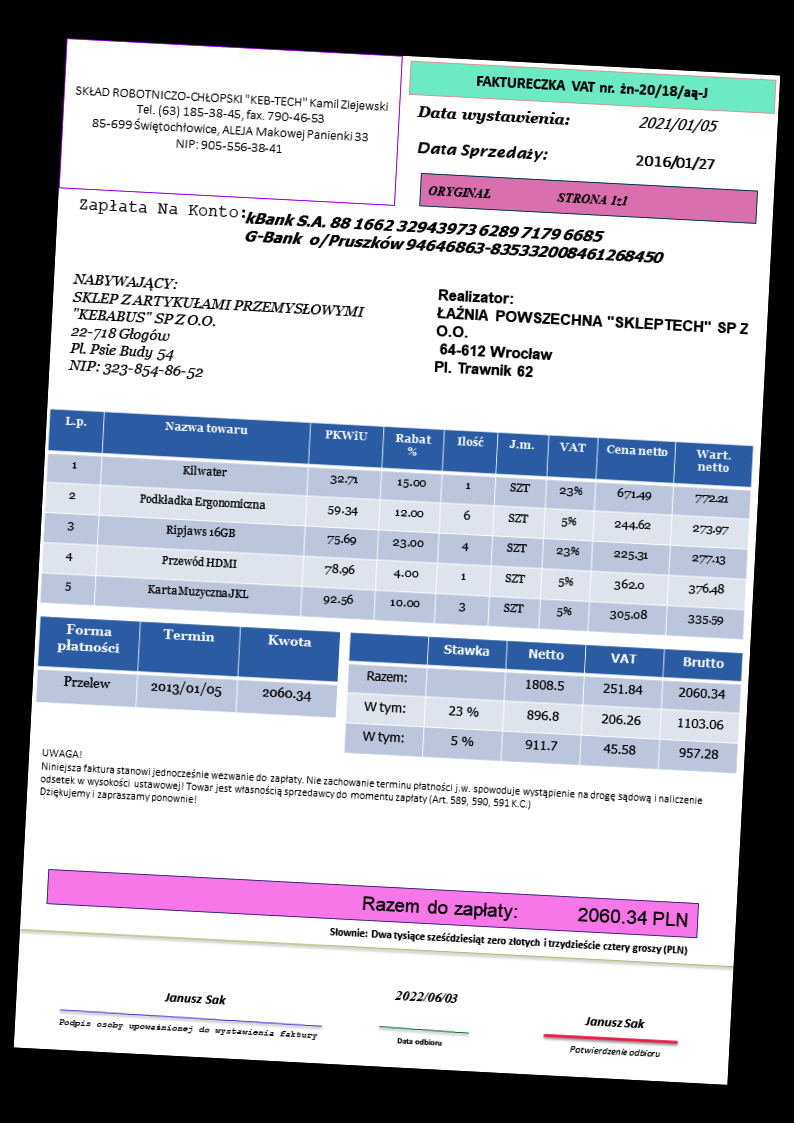 SKŁAD ROBOTNICZO-CHŁOPSKI "KEB-TECH" Kamil Ziejewski
Tel. (63) 185-38-45, fax. 790-46-53
85-699 Świętochłowice, ALEJA Makowej Panienki 33
NIP: 905-556-38-41
FAKTURECZKA VAT nr. żn-20/18/aą-J
Data wystawienia: 2021/01/05
Data Sprzedaży: 2016/01/27
ORYGINAŁ STRONA 1z1
Zapłata Na Konto:
kBank S.A. 88 1662 32943973 6289 7179 6685
G-Bank o/Pruszków 94646863-835332008461268450
NABYWAJĄCY:
SKLEP Z ARTYKUŁAMI PRZEMYSŁOWYMI
"KEBABUS" SP Z O.O.
22-718 Głogów
Pl. Psie Budy 54
NIP: 323-854-86-52
Realizator:
ŁAŹNIA POWSZECHNA "SKLEPTECH" SP Z
O.O.
64-612 Wrocław
Pl. Trawnik 62
L.p. Nazwa towaru PKWiU Rabat % Ilość J.m. VAT Cena netto Wart. netto
1 Kilwater 32.71 15.00 1 SZT 23% 671.49 772.21
2 Podkładka Ergonomiczna 59.34 12.00 6 SZT 5% 244.62 273.97
3 Ripjaws 16GB 75.69 23.00 4 SZT 23% 225.31 277.13
4 Przewód HDMI 78.96 4.00 1 SZT 5% 362.0 376.48
5 Karta Muzyczna JKL 92.56 10.00 3 SZT 5% 305.08 335.59
Forma płatności Termin Kwota
Przelew 2013/01/05 2060.34
Stawka Netto VAT Brutto
Razem: 1808.5 251.84 2060.34
W tym: 23 % 896.8 206.26 1103.06
W tym: 5 % 911.7 45.58 957.28
UWAGA!
Niniejsza faktura stanowi jednocześnie wezwanie do zapłaty. Nie zachowanie terminu płatności j.w. spowoduje wystąpienie na drogę sądową i naliczenie
odsetek w wysokości ustawowej! Towar jest własnością sprzedawcy do momentu zapłaty (Art. 589, 590, 591 K.C.)
Dziękujemy i zapraszamy ponownie!
Razem do zapłaty: 2060.34 PLN
Słownie: Dwa tysiące sześćdziesiąt zero złotych i trzydzieście cztery groszy (PLN)
Janusz Sak
Podpis osoby upoważnionej do wystawienia faktury
2022/06/03
Data odbioru
Janusz Sak
Potwierdzenie odbioru